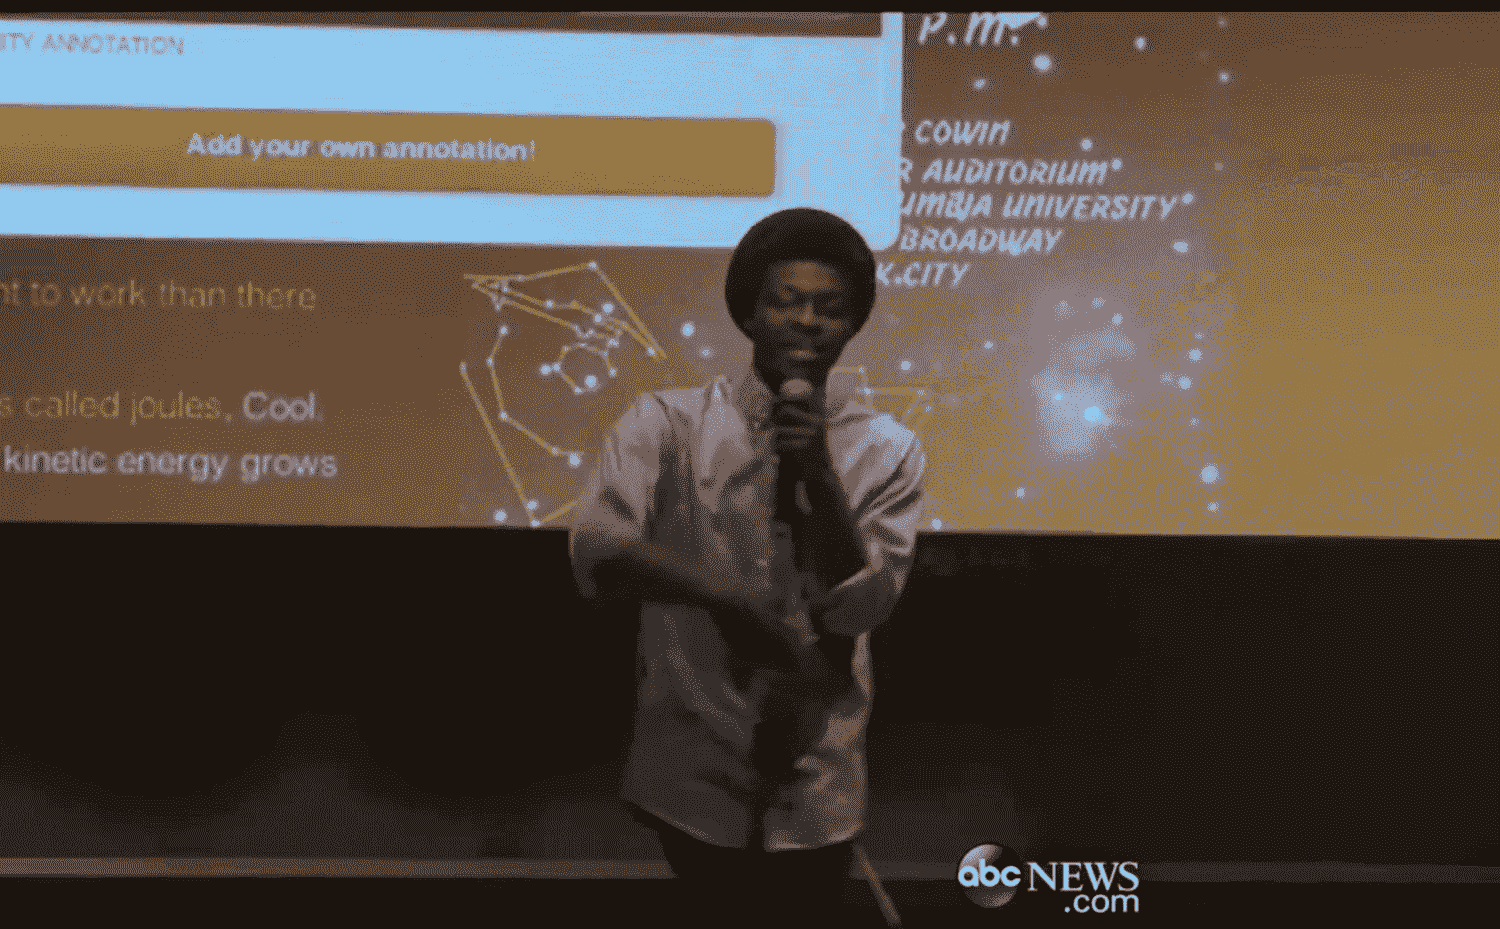 ITY ANNOTATION
Add your own annotation!
nt to work than there
s called joules, Cool.
kinetic energy grows
P.M.
COWIN
R AUDITORIUM
UMBIA UNIVERSITY
BROADWAY
K CITY
abc NEWS
.com